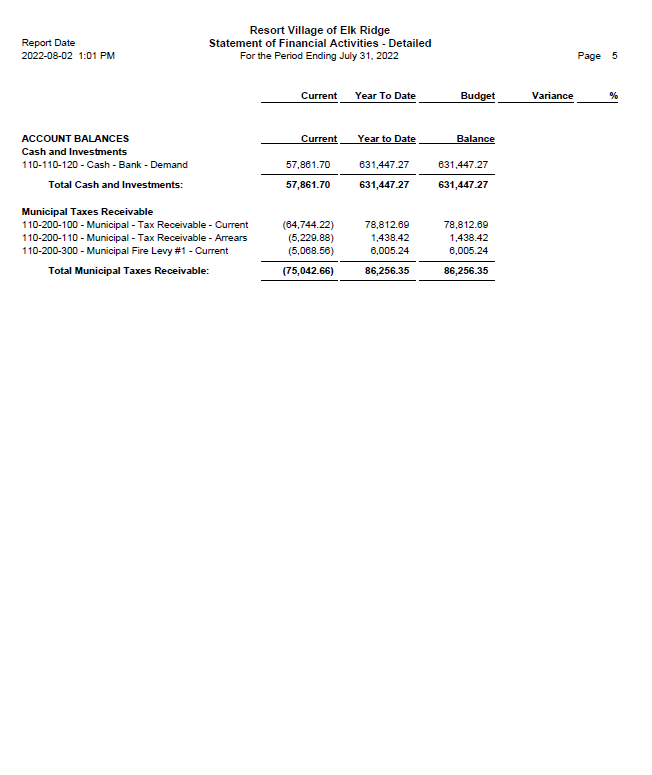 Resort Village of Elk Ridge
Report Date Statement of Financial Activities - Detailed
2022-08-02 1:01 PM For the Period Ending July 31, 2022 Page 5
Current Year To Date Budget Variance %
ACCOUNT BALANCES Current Year to Date Balance
Cash and Investments
110-110-120 - Cash - Bank - Demand 57,861.70 631,447.27 631,447.27
Total Cash and Investments: 57,861.70 631,447.27 631,447.27
Municipal Taxes Receivable
110-200-100 - Municipal - Tax Receivable - Current (64,744.22) 78,812.69 78,812.69
110-200-110 - Municipal - Tax Receivable - Arrears (5,229.88) 1,438.42 1,438.42
110-200-300 - Municipal Fire Levy #1 - Current (5,068.56) 6,005.24 6,005.24
Total Municipal Taxes Receivable: (75,042.66) 86,256.35 86,256.35